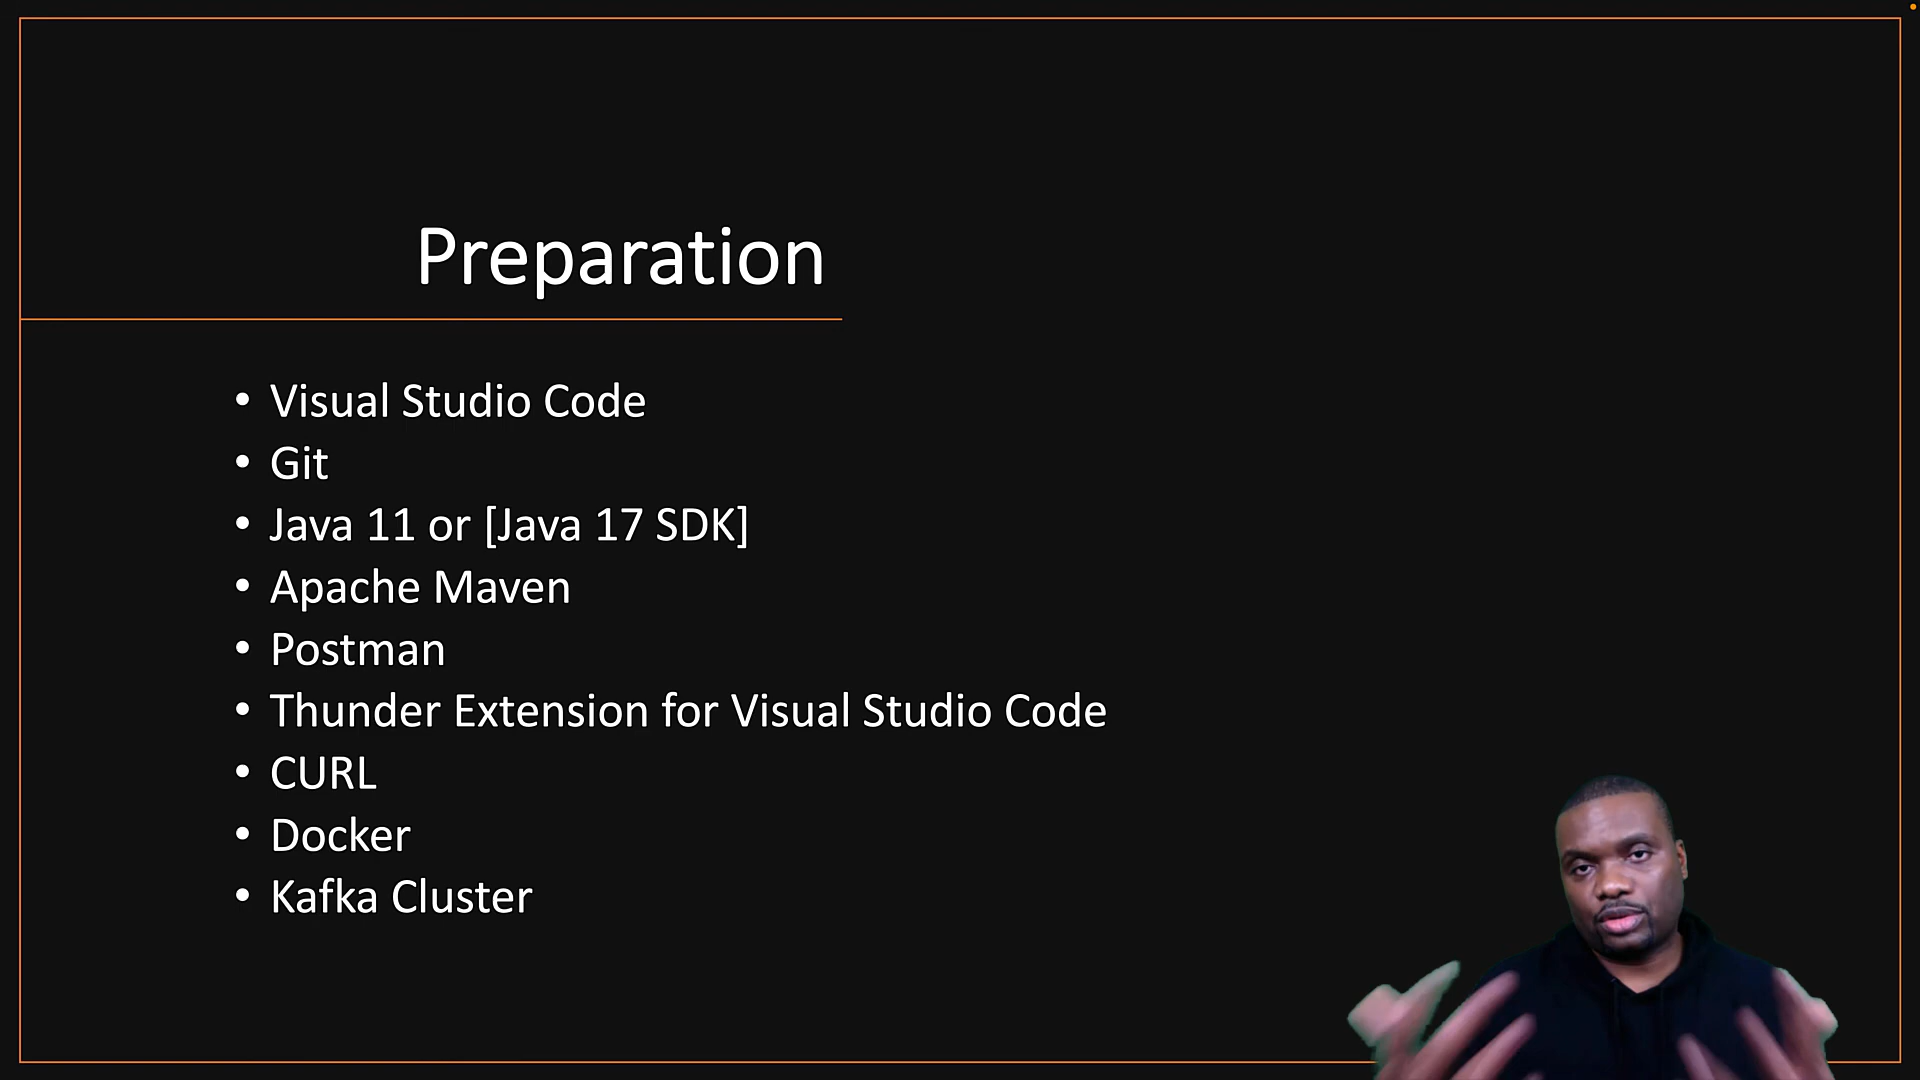 Preparation
• Visual Studio Code
• Git
• Java 11 or [Java 17 SDK]
• Apache Maven
• Postman
• Thunder Extension for Visual Studio Code
• CURL
• Docker
• Kafka Cluster